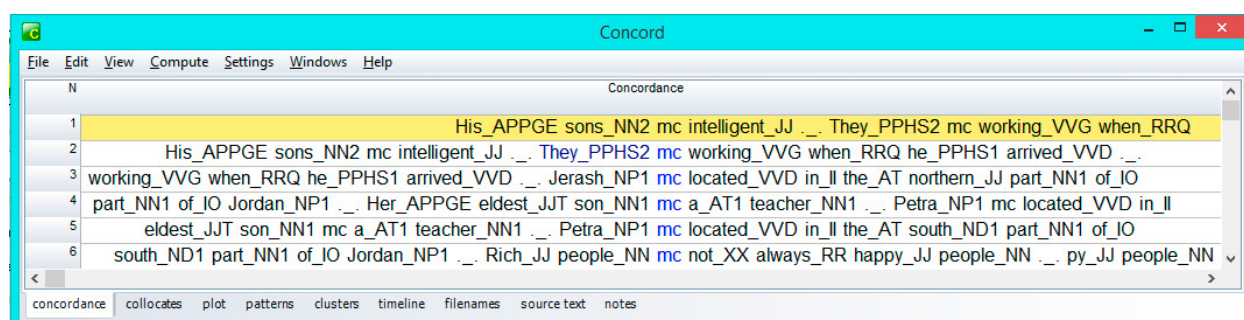 Concord
File Edit View Compute Settings Windows Help
N Concordance
1 His_APPGE sons_NN2 mc intelligent_JJ ._. They_PPHS2 mc working_VVG when_RRQ
2 His_APPGE sons_NN2 mc intelligent_JJ ._. They_PPHS2 mc working_VVG when_RRQ he_PPHS1 arrived_VVD ._.
3 working_VVG when_RRQ he_PPHS1 arrived_VVD ._. Jerash_NP1 mc located_VVD in_II the_AT northern_JJ part_NN1 of_IO
4 part_NN1 of_IO Jordan_NP1 ._. Her_APPGE eldest_JJT son_NN1 mc a_AT1 teacher_NN1 ._. Petra_NP1 mc located_VVD in_II
5 eldest_JJT son_NN1 mc a_AT1 teacher_NN1 ._. Petra_NP1 mc located_VVD in_II the_AT south_ND1 part_NN1 of_IO
6 south_ND1 part_NN1 of_IO Jordan_NP1 ._. Rich_JJ people_NN mc not_XX always_RR happy_JJ people_NN ._. py_JJ people_NN
concordance collocates plot patterns clusters timeline filenames source text notes